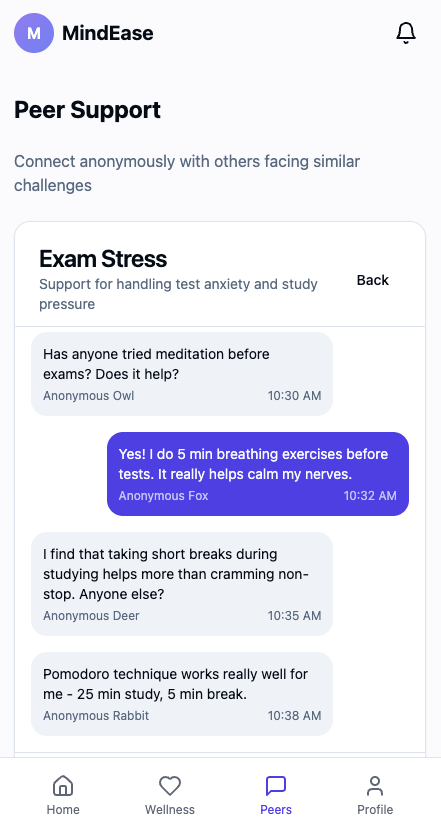 M MindEase
Peer Support
Connect anonymously with others facing similar
challenges
Exam Stress
Support for handling test anxiety and study
pressure
Back
Has anyone tried meditation before
exams? Does it help?
Anonymous Owl 10:30 AM
Yes! I do 5 min breathing exercises before
tests. It really helps calm my nerves.
Anonymous Fox 10:32 AM
I find that taking short breaks during
studying helps more than cramming non-
stop. Anyone else?
Anonymous Deer 10:35 AM
Pomodoro technique works really well for
me - 25 min study, 5 min break.
Anonymous Rabbit 10:38 AM
Home Wellness Peers Profile